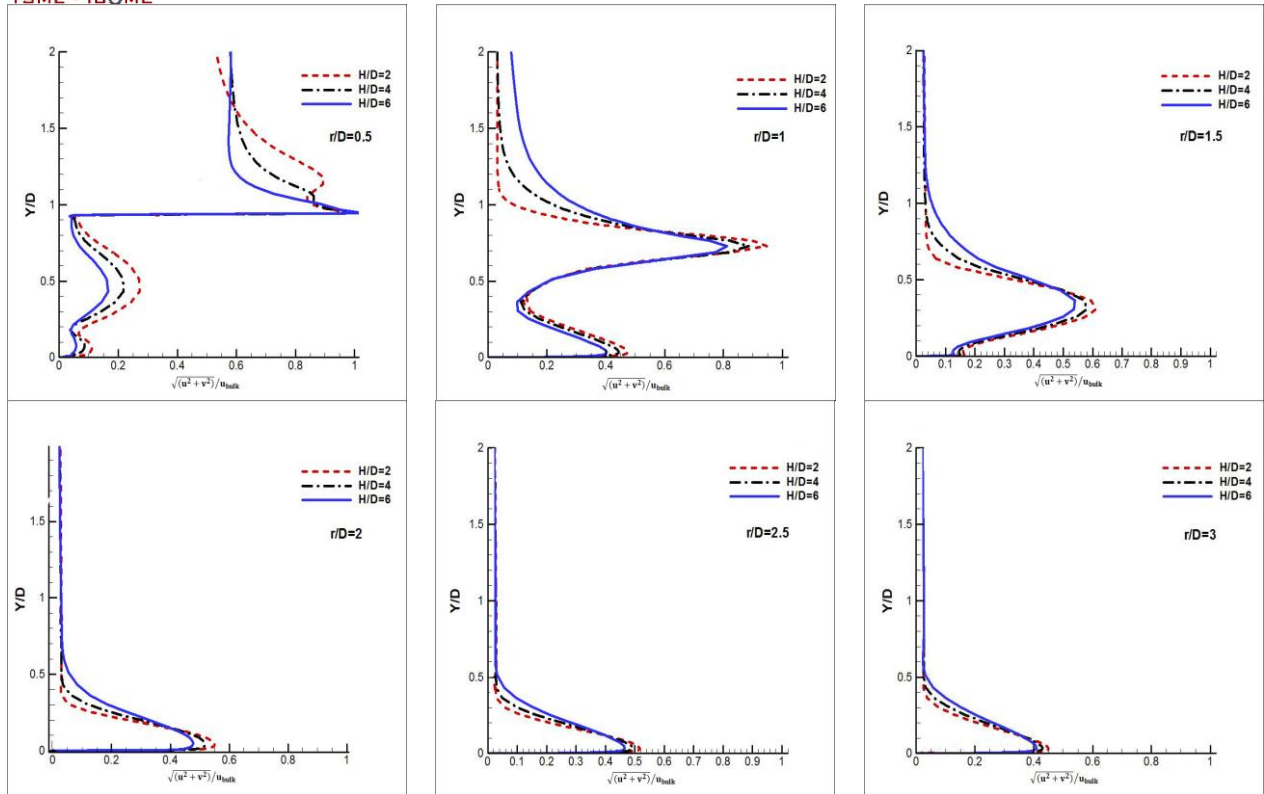 2
1.5
1
0.5
0
Y/D
0 0.2 0.4 0.6 0.8 1
√(u² + v²)/u_bulk
H/D=2
H/D=4
H/D=6
r/D=0.5
2
1.5
1
0.5
0
Y/D
0 0.2 0.4 0.6 0.8 1
√(u² + v²)/u_bulk
H/D=2
H/D=4
H/D=6
r/D=1
2
1.5
1
0.5
0
Y/D
0 0.1 0.2 0.3 0.4 0.5 0.6 0.7 0.8 0.9 1
√(u² + v²)/u_bulk
H/D=2
H/D=4
H/D=6
r/D=1.5
1.5
1
0.5
0
Y/D
0 0.2 0.4 0.6 0.8 1
√(u² + v²)/u_bulk
H/D=2
H/D=4
H/D=6
r/D=2
2
1.5
1
0.5
0
Y/D
0 0.1 0.2 0.3 0.4 0.5 0.6 0.7 0.8 0.9 1
√(u² + v²)/u_bulk
H/D=2
H/D=4
H/D=6
r/D=2.5
2
1.5
1
0.5
0
Y/D
0 0.2 0.4 0.6 0.8 1
√(u² + v²)/u_bulk
H/D=2
H/D=4
H/D=6
r/D=3